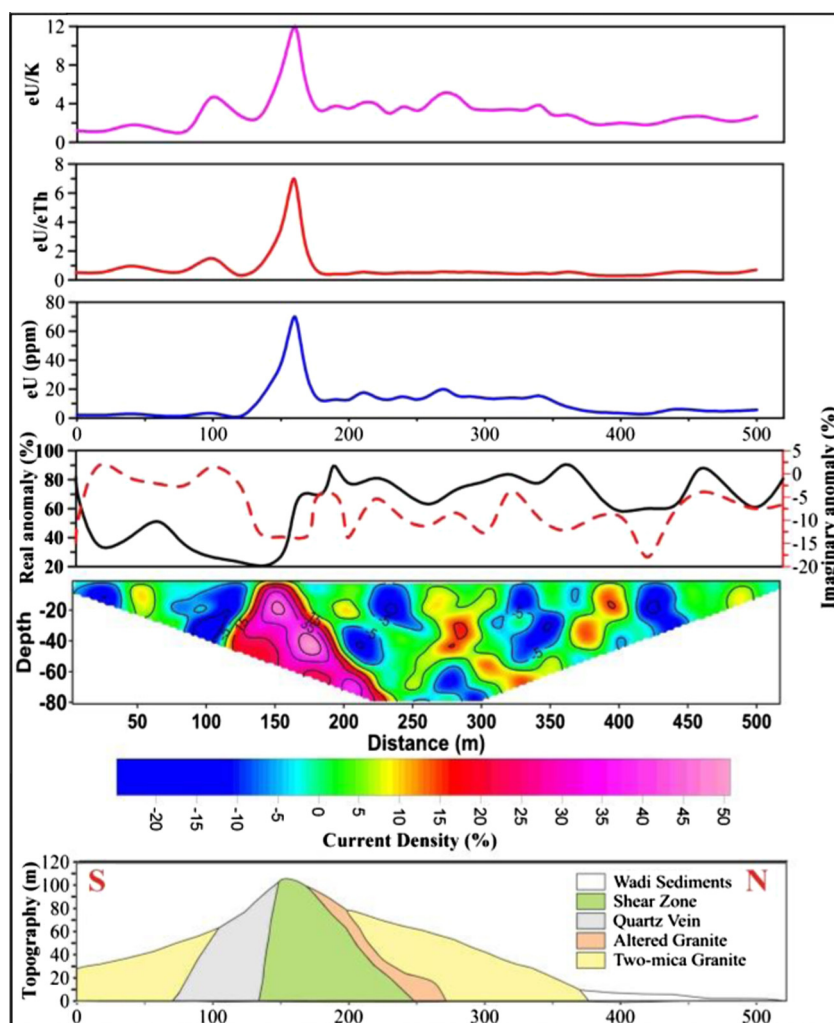 12
8
4
0
eU/K
8
6
4
2
0
eU/eTh
80
60
40
20
0
eU (ppm)
0 100 200 300 400 500
100
80
60
40
20
Real anomaly (%)
5
0
-5
-10
-15
-20
Imaginary anomaly (%)
-20
-40
-60
-80
Depth
50 100 150 200 250 300 350 400 450 500
Distance (m)
-20 -15 -10 -5 0 5 10 15 20 25 30 35 40 45 50
Current Density (%)
120
100
80
60
40
20
0
Topography (m)
S
N
Wadi Sediments
Shear Zone
Quartz Vein
Altered Granite
Two-mica Granite
0 100 200 300 400 500